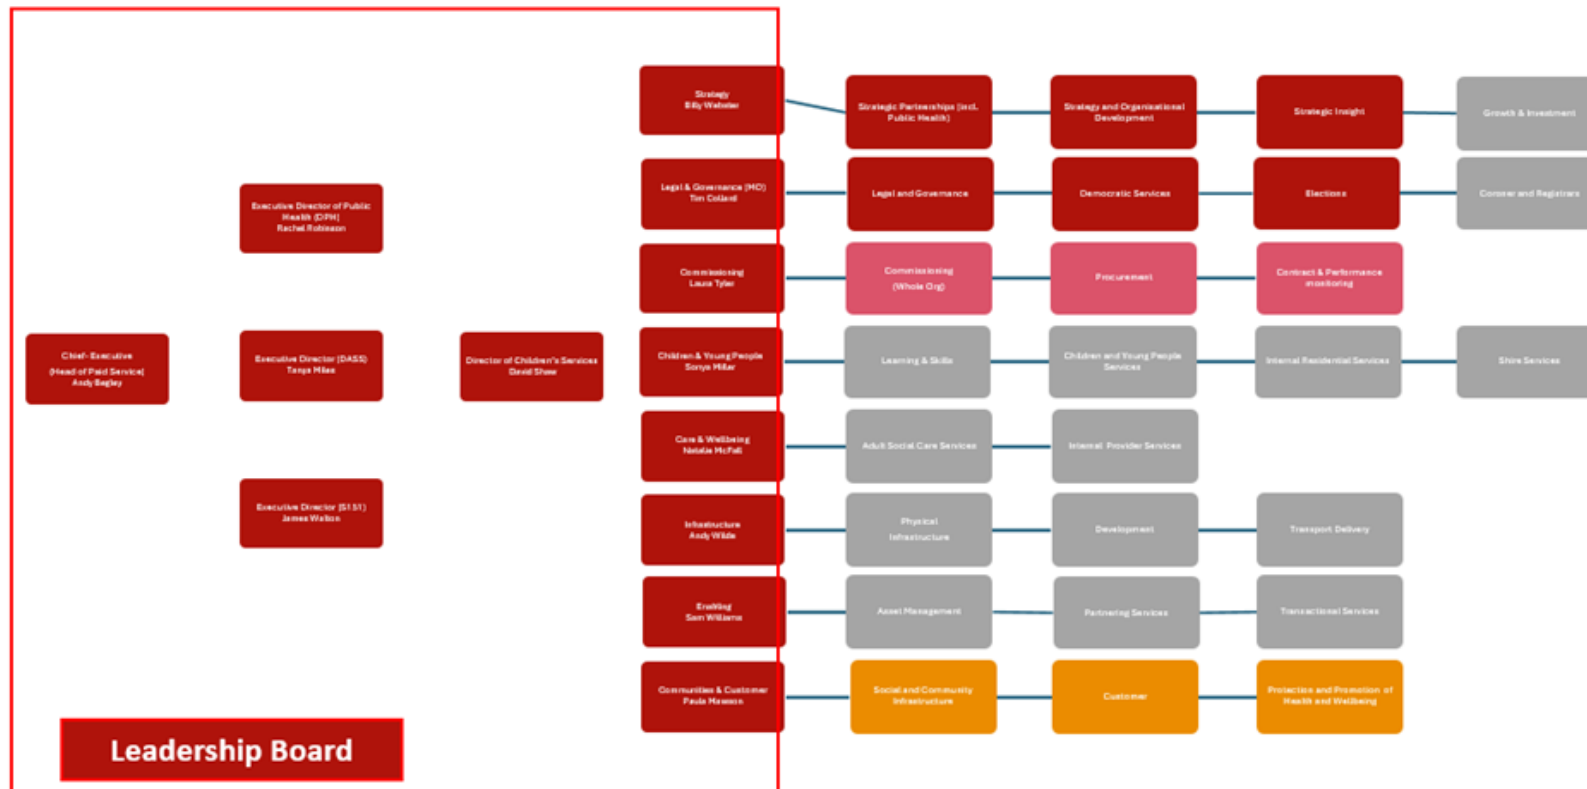 Strategy
Billy Webster
Strategic Partnerships (incl.
Public Health)
Strategy and Organisational
Development
Strategic Insight
Growth & Investment
Legal & Governance (MO)
Tim Collard
Legal and Governance
Democratic Services
Elections
Coroner and Registrars
Executive Director of Public
Health (DPH)
Rachel Robinson
Commissioning
Laura Tyler
Commissioning
(Whole Org)
Procurement
Contract & Performance
monitoring
Chief- Executive
(Head of Paid Service)
Andy Begley
Executive Director (DASS)
Tanya Miles
Director of Children's Services
David Shaw
Children & Young People
Sonya Miller
Learning & Skills
Children and Young People
Services
Internal Residential Services
Shire Services
Care & Wellbeing
Natalie McFall
Adult Social Care Services
Internal Provider Services
Executive Director (S151)
James Walton
Infrastructure
Andy Wilde
Physical
Infrastructure
Development
Transport Delivery
Enabling
Sam Williams
Asset Management
Partnering Services
Transactional Services
Communities & Customer
Paula Mawson
Social and Community
Infrastructure
Customer
Protection and Promotion of
Health and Wellbeing
Leadership Board